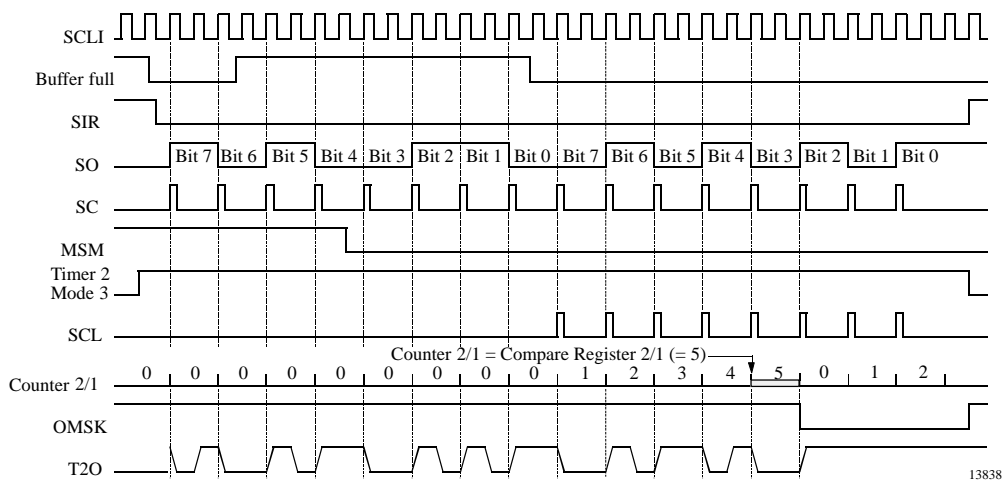 SCLI
Buffer full
SIR
SO
Bit 7 Bit 6 Bit 5 Bit 4 Bit 3 Bit 2 Bit 1 Bit 0 Bit 7 Bit 6 Bit 5 Bit 4 Bit 3 Bit 2 Bit 1 Bit 0
SC
MSM
Timer 2
Mode 3
SCL
Counter 2/1 = Compare Register 2/1 (= 5)
Counter 2/1
0 0 0 0 0 0 0 0 0 1 2 3 4 5 0 1 2
OMSK
T2O
13838